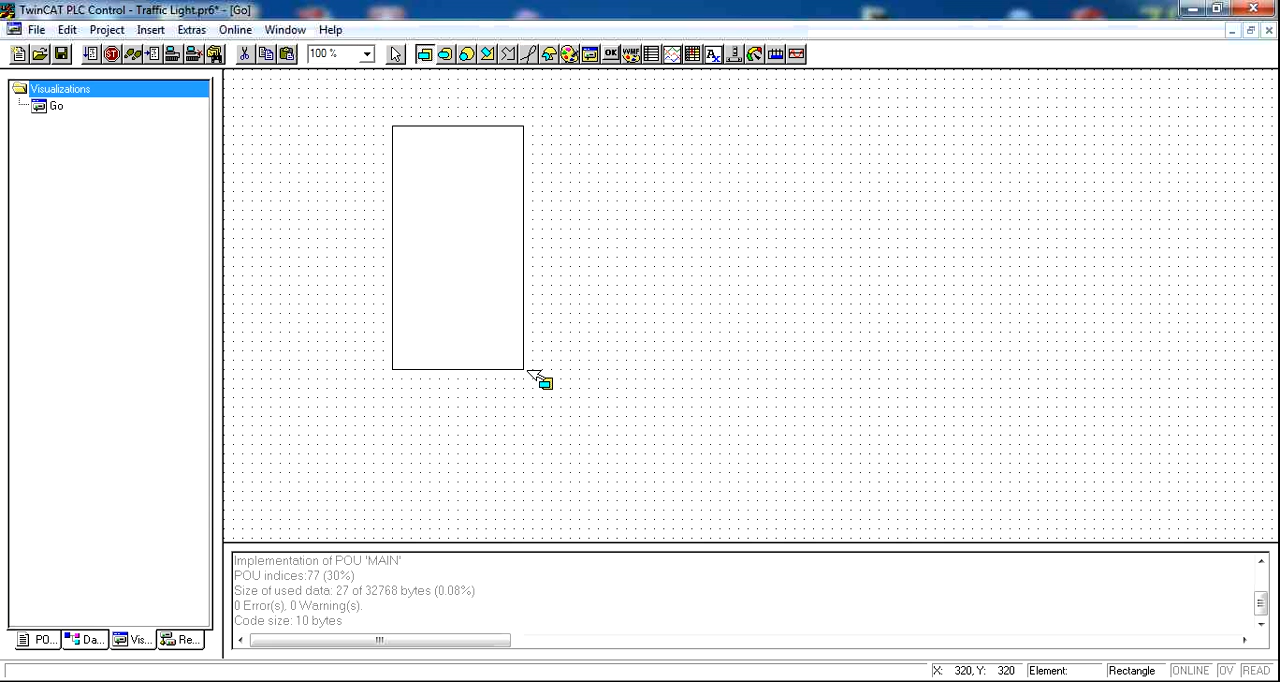 TwinCAT PLC Control - Traffic Light.pr6* - [Go]
File Edit Project Insert Extras Online Window Help
100 %
Visualizations
Go
Implementation of POU 'MAIN'
POU indices:77 (30%)
Size of used data: 27 of 32768 bytes (0.08%)
0 Error(s), 0 Warning(s).
Code size: 10 bytes
PO... Da... Vis... Re...
X: 320, Y: 320 Element: Rectangle ONLINE OV READ